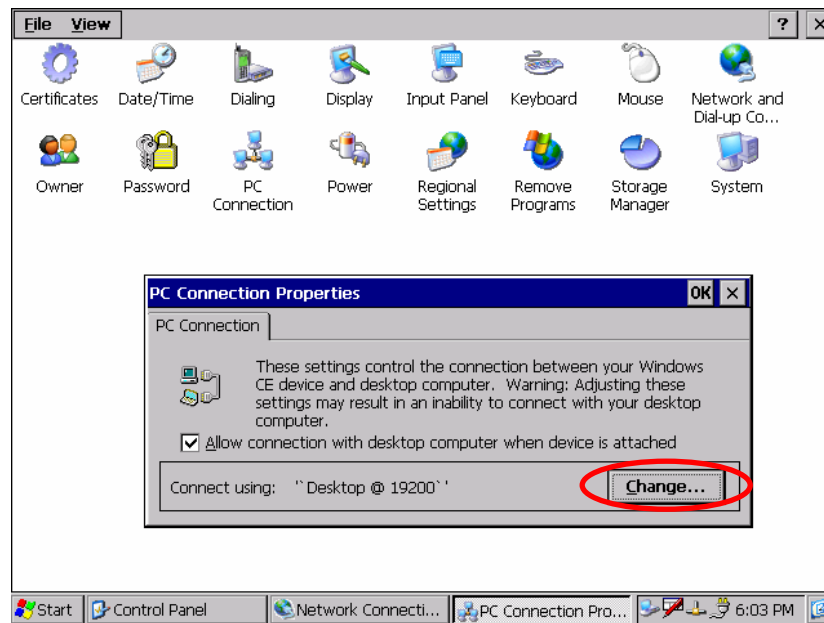 File View ? ×
Certificates Date/Time Dialing Display Input Panel Keyboard Mouse Network and
Dial-up Co...
Owner Password PC Power Regional Remove Storage System
Connection Settings Programs Manager
PC Connection Properties OK ×
PC Connection
These settings control the connection between your Windows
CE device and desktop computer. Warning: Adjusting these
settings may result in an inability to connect with your desktop
computer.
Allow connection with desktop computer when device is attached
Connect using: '`Desktop @ 19200`' Change...
Start Control Panel Network Connecti... PC Connection Pro... 6:03 PM